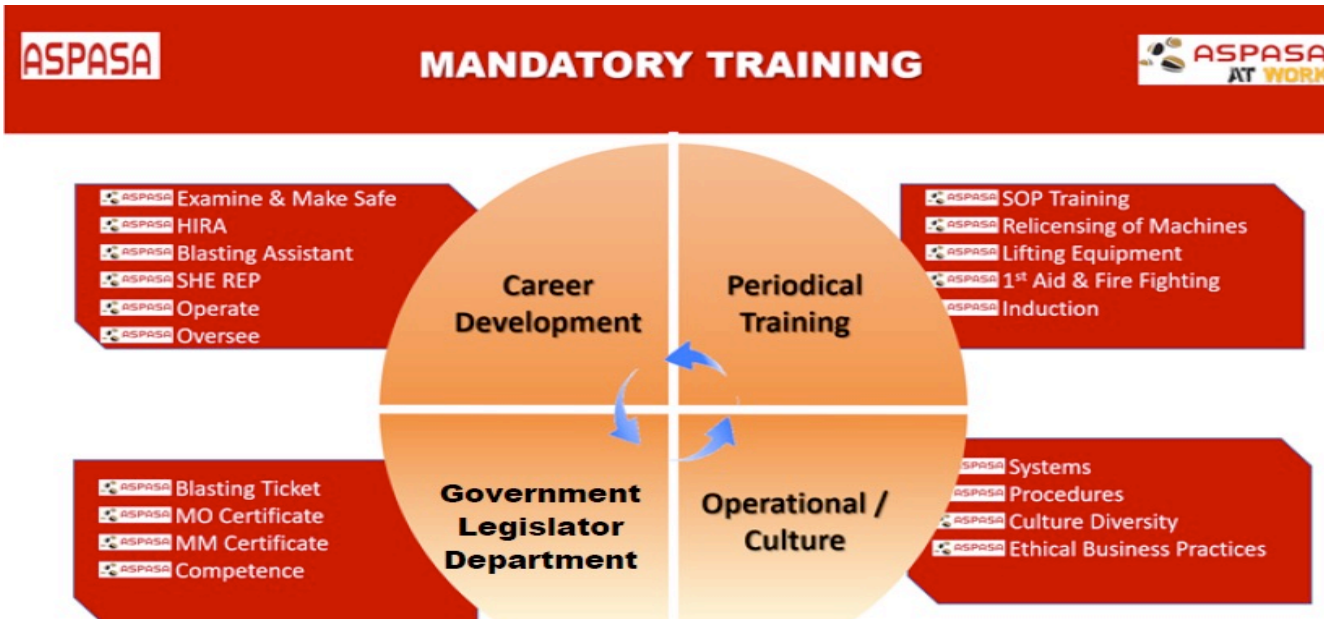 ASPASA
MANDATORY TRAINING
ASPASA
AT WORK
ASPASA Examine & Make Safe
ASPASA HIRA
ASPASA Blasting Assistant
ASPASA SHE REP
ASPASA Operate
ASPASA Oversee
Career
Development
Periodical
Training
ASPASA SOP Training
ASPASA Relicensing of Machines
ASPASA Lifting Equipment
ASPASA 1st Aid & Fire Fighting
ASPASA Induction
ASPASA Blasting Ticket
ASPASA MO Certificate
ASPASA MM Certificate
ASPASA Competence
Government
Legislator
Department
Operational /
Culture
ASPASA Systems
ASPASA Procedures
ASPASA Culture Diversity
ASPASA Ethical Business Practices